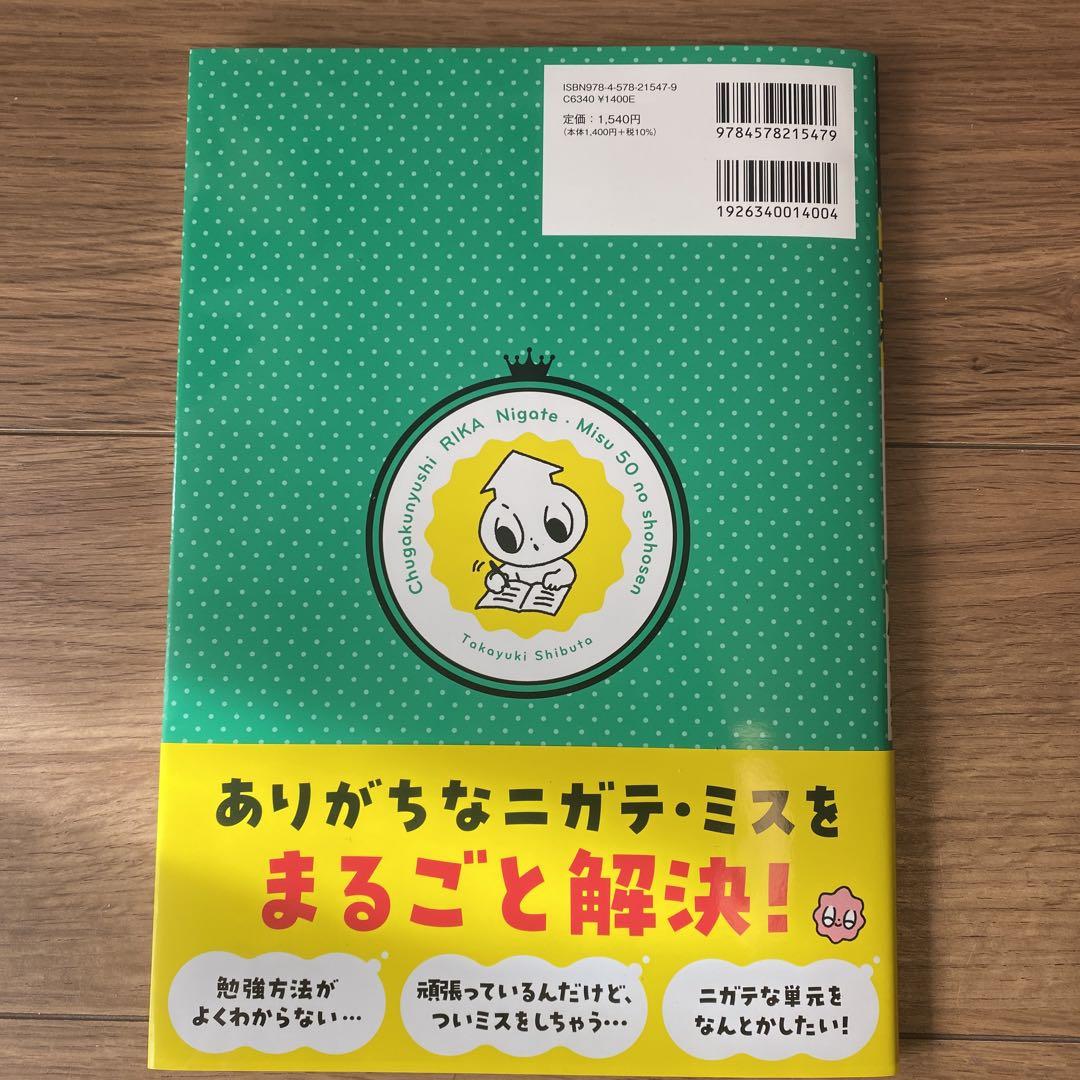 ISBN978-4-578-21547-9
C6340 ¥1400E
定価：1,540円
(本体1,400円+税10%)
9784578215479
1926340014004
Chugakunyushi RIKA Nigate . Misu 50 no shohosen
Takayuki Shibuta
ありがちなニガテ・ミスを
まるごと解決!
勉強方法が
よくわからない…
頑張っているんだけど、
ついミスをしちゃう…
ニガテな単元を
なんとかしたい!